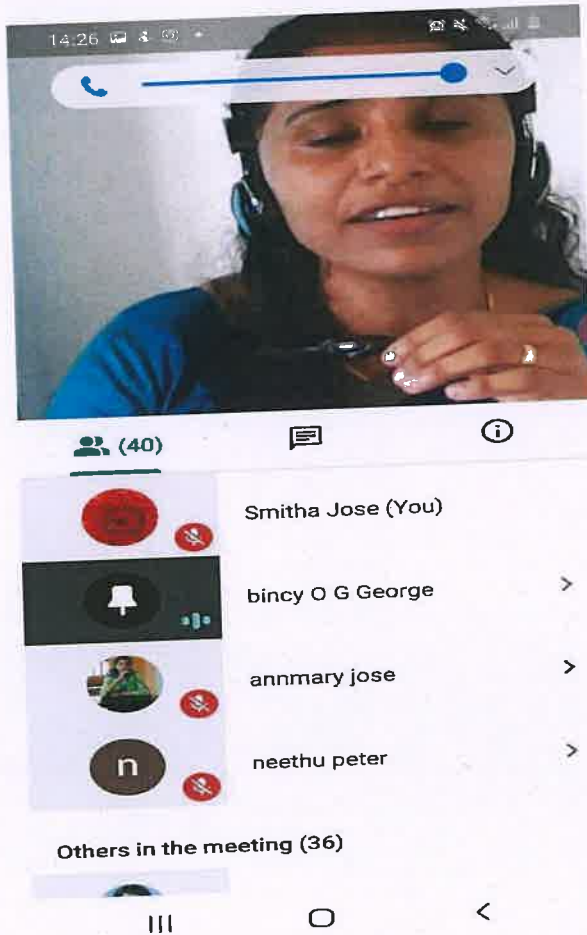 14:26
(40)
Smitha Jose (You)
bincy O G George
annmary jose
n
neethu peter
Others in the meeting (36)